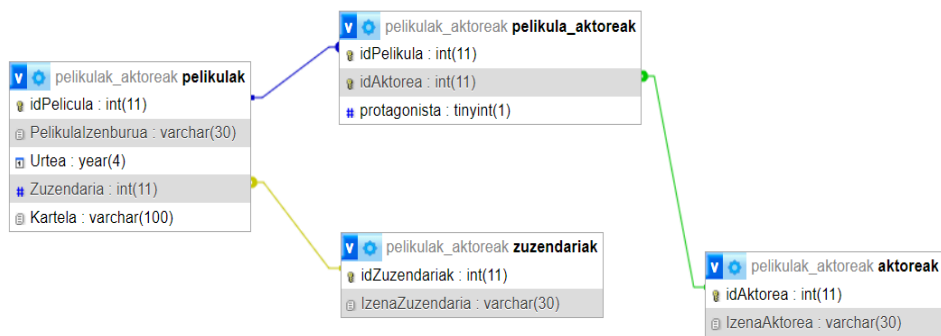 pelikulak_aktoreak pelikula_aktoreak
idPelikula : int(11)
idAktorea : int(11)
# protagonista : tinyint(1)
pelikulak_aktoreak pelikulak
idPelicula : int(11)
PelikulaIzenburua : varchar(30)
Urtea : year(4)
# Zuzendaria : int(11)
Kartela : varchar(100)
pelikulak_aktoreak zuzendariak
idZuzendariak : int(11)
IzenaZuzendaria : varchar(30)
pelikulak_aktoreak aktoreak
idAktorea : int(11)
IzenaAktorea : varchar(30)